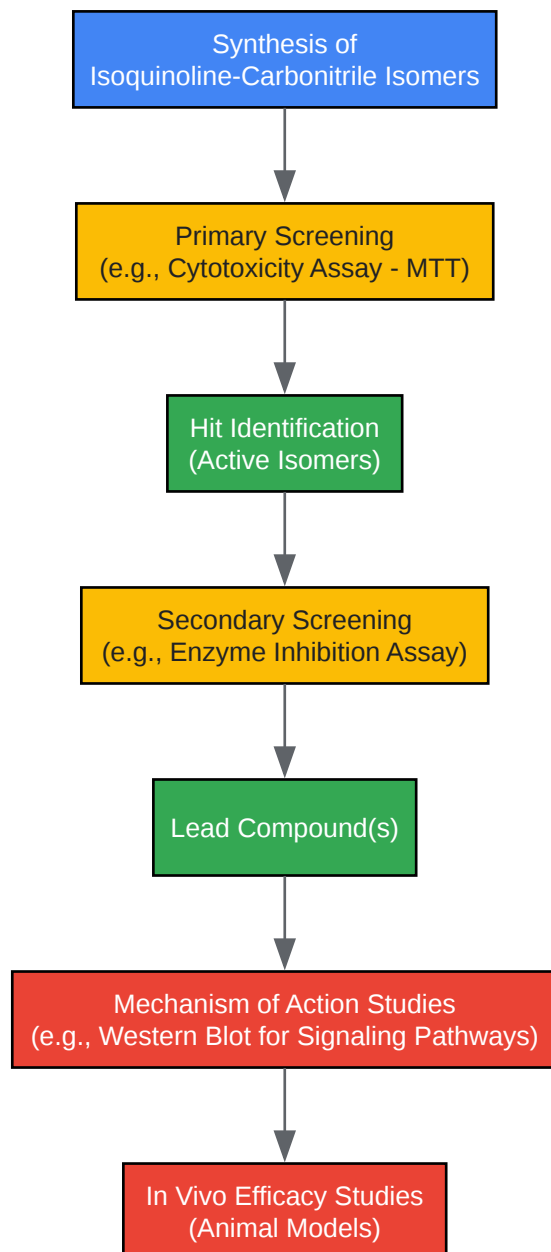 Synthesis of
Isoquinoline-Carbonitrile Isomers
Primary Screening
(e.g., Cytotoxicity Assay - MTT)
Hit Identification
(Active Isomers)
Secondary Screening
(e.g., Enzyme Inhibition Assay)
Lead Compound(s)
Mechanism of Action Studies
(e.g., Western Blot for Signaling Pathways)
In Vivo Efficacy Studies
(Animal Models)